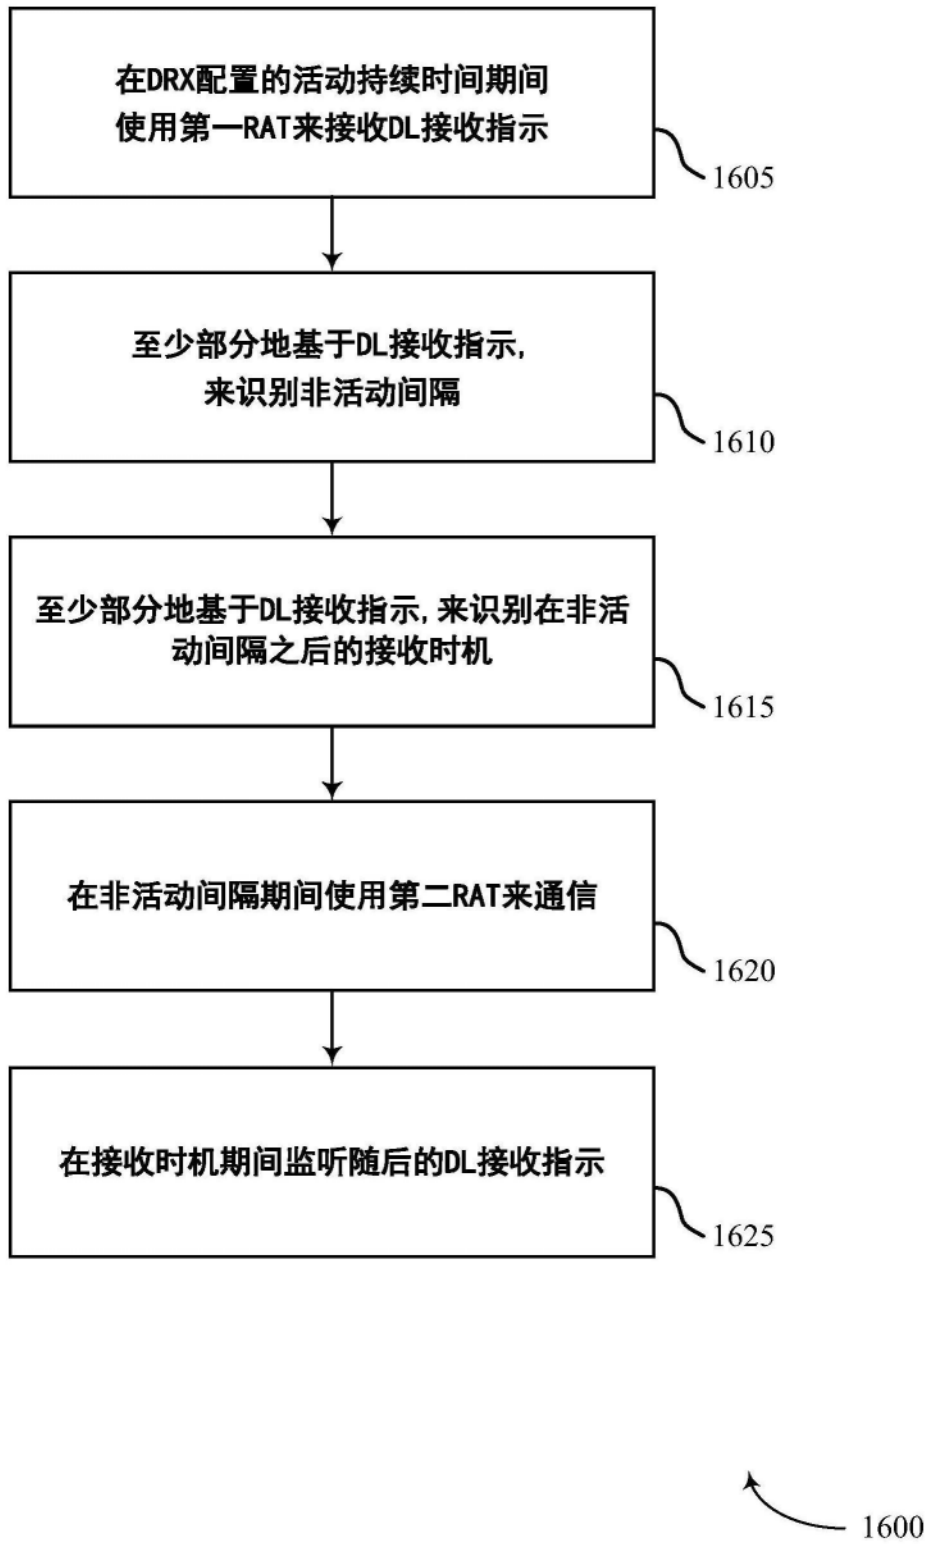 在DRX配置的活动持续时间期间
使用第一RAT来接收DL接收指示
1605
至少部分地基于DL接收指示,
来识别非活动间隔
1610
至少部分地基于DL接收指示,来识别在非活
动间隔之后的接收时机
1615
在非活动间隔期间使用第二RAT来通信
1620
在接收时机期间监听随后的DL接收指示
1625
1600